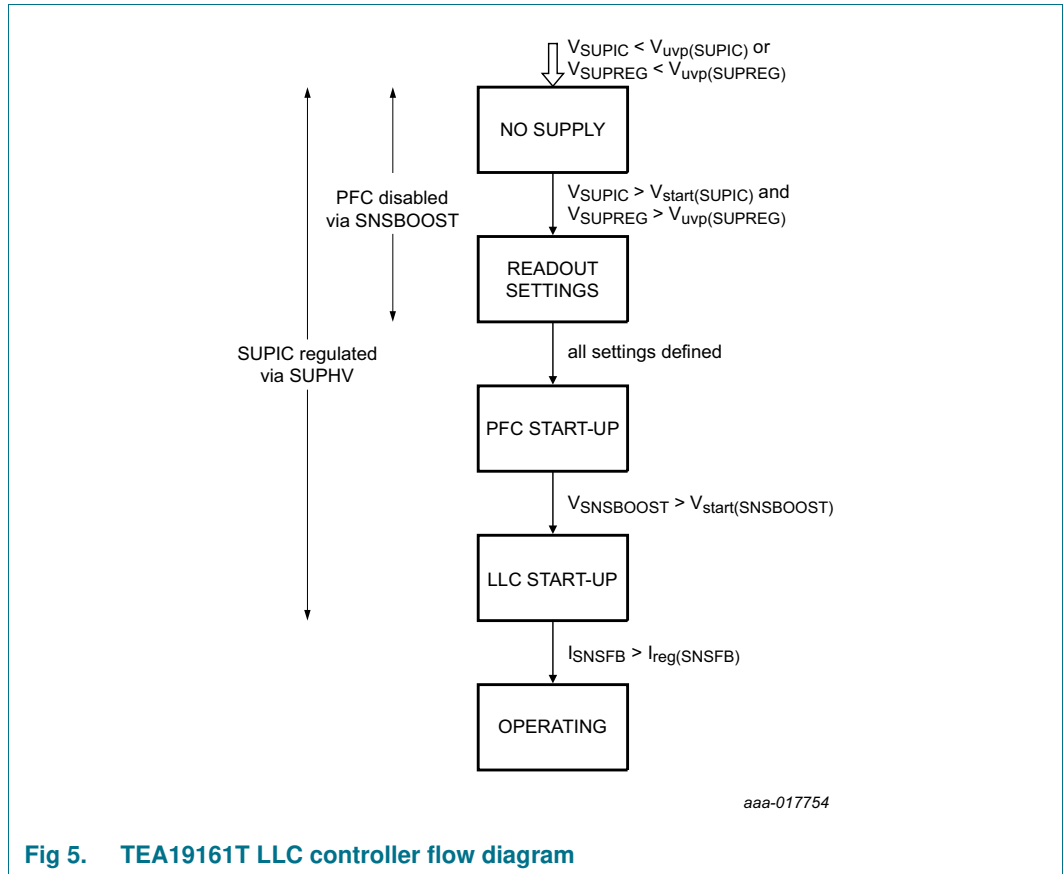 VSUPIC < Vuvp(SUPIC) or
VSUPREG < Vuvp(SUPREG)
NO SUPPLY
PFC disabled
via SNSBOOST
VSUPIC > Vstart(SUPIC) and
VSUPREG > Vuvp(SUPREG)
READOUT
SETTINGS
SUPIC regulated
via SUPHV
all settings defined
PFC START-UP
VSNSBOOST > Vstart(SNSBOOST)
LLC START-UP
ISNSFB > Ireg(SNSFB)
OPERATING
aaa-017754
Fig 5. TEA19161T LLC controller flow diagram